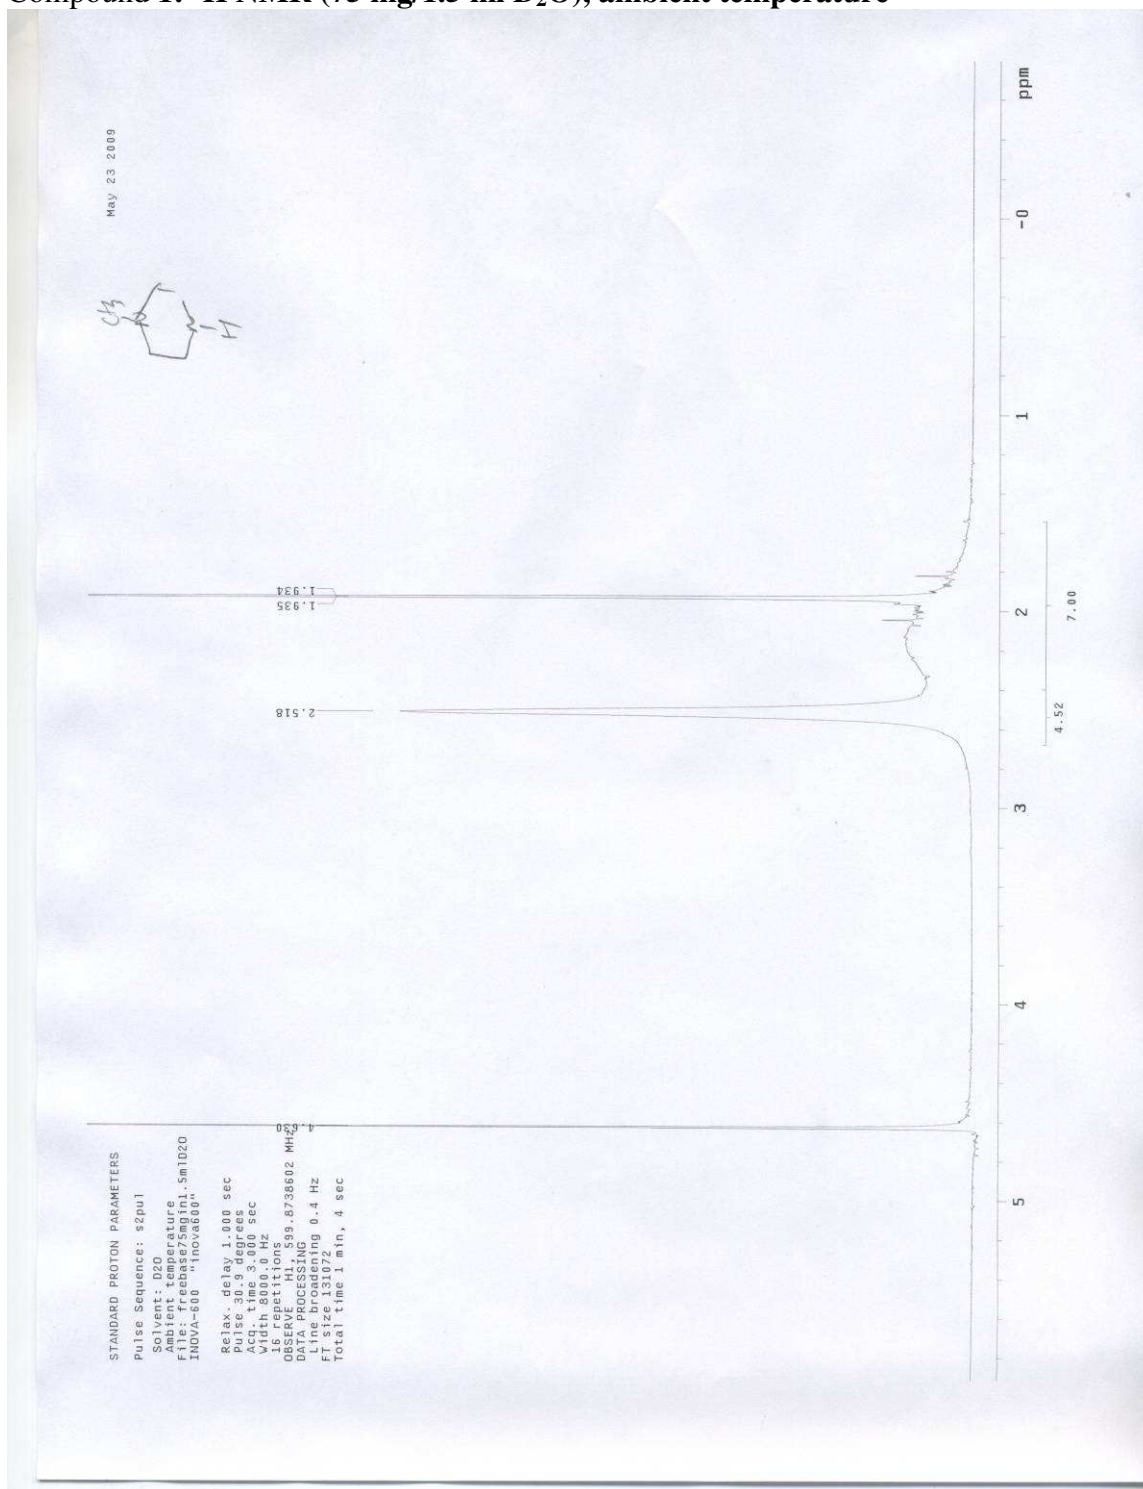 Compound 1. ¹H NMR (75 mg/1.5 ml D₂O), ambient temperature
May 23 2009
CH3
N
N-H
STANDARD PROTON PARAMETERS
Pulse Sequence: s2pul
Solvent: D2O
Ambient temperature
File: freebase75mgin1.5mlD2O
INOVA-600 "inova600"
Relax. delay 1.000 sec
Pulse 30.9 degrees
Acq. time 3.000 sec
Width 8000.0 Hz
16 repetitions
OBSERVE H1, 599.8738602 MHz
DATA PROCESSING
Line broadening 0.4 Hz
FT size 131072
Total time 1 min, 4 sec
4.630
2.518
1.935
1.934
5 4 3 2 1 -0 ppm
4.52
7.00